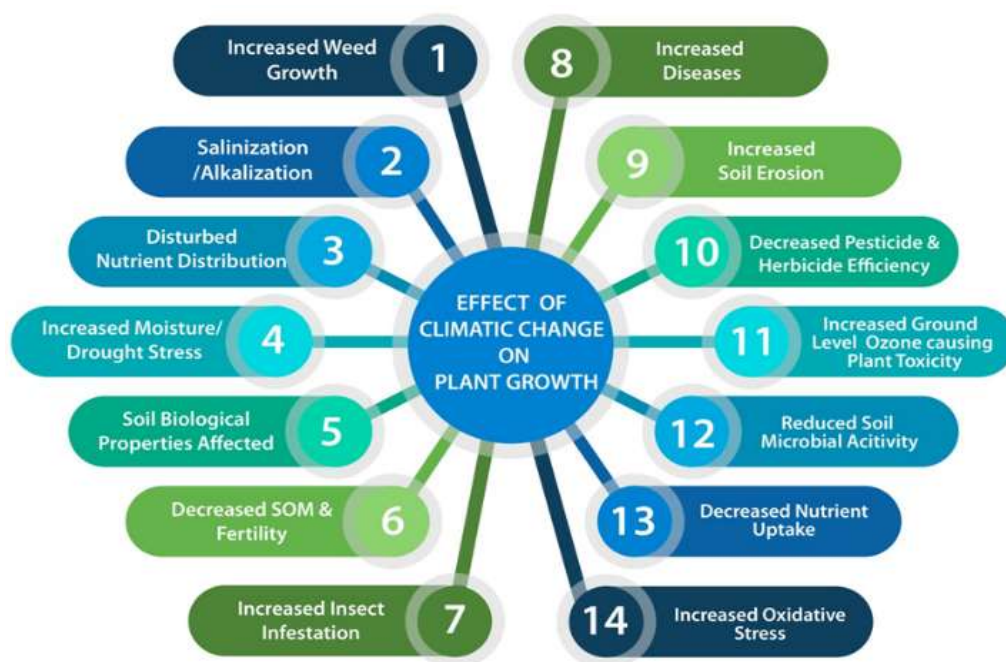 Increased Weed
Growth
1
Salinization
/Alkalization
2
Disturbed
Nutrient Distribution
3
Increased Moisture/
Drought Stress
4
Soil Biological
Properties Affected
5
Decreased SOM &
Fertility
6
Increased Insect
Infestation
7
EFFECT OF
CLIMATIC CHANGE
ON
PLANT GROWTH
8
Increased
Diseases
9
Increased
Soil Erosion
10
Decreased Pesticide &
Herbicide Efficiency
11
Increased Ground
Level Ozone causing
Plant Toxicity
12
Reduced Soil
Microbial Acitivity
13
Decreased Nutrient
Uptake
14
Increased Oxidative
Stress